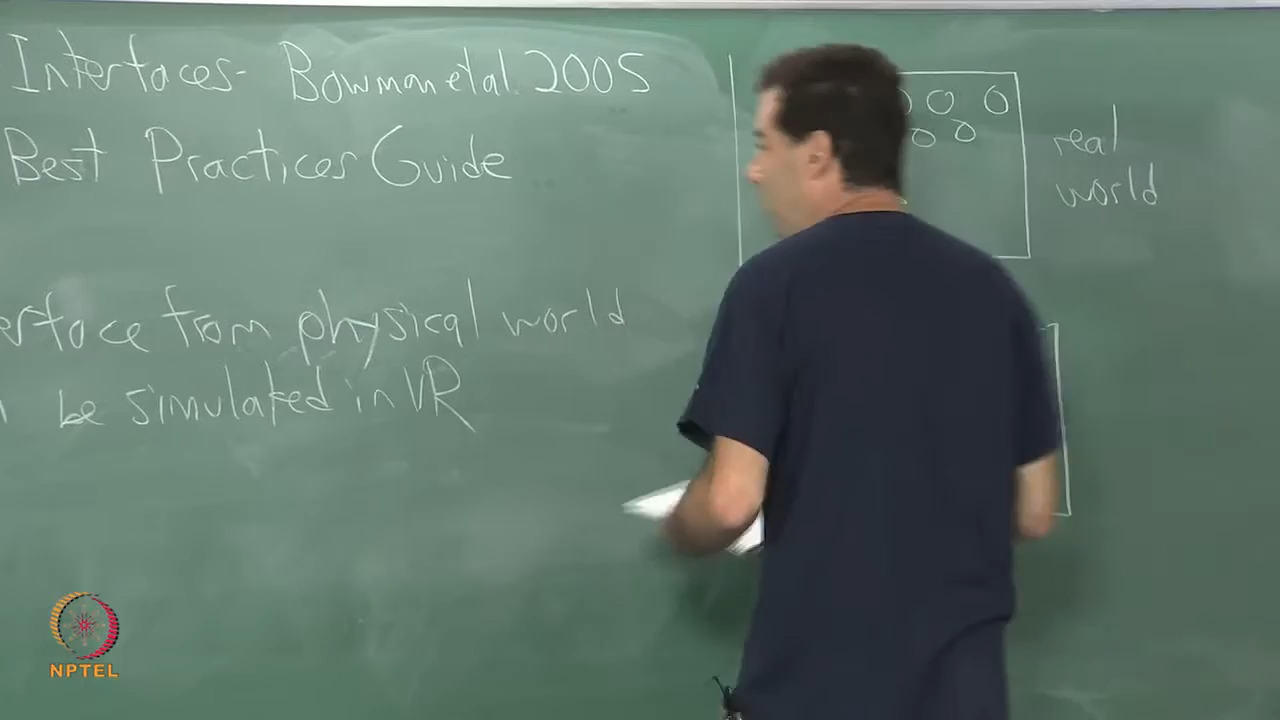 Interfaces- Bowman et al. 2005
Best Practices Guide
erface from physical world
be simulated in VR
real
world
NPTEL